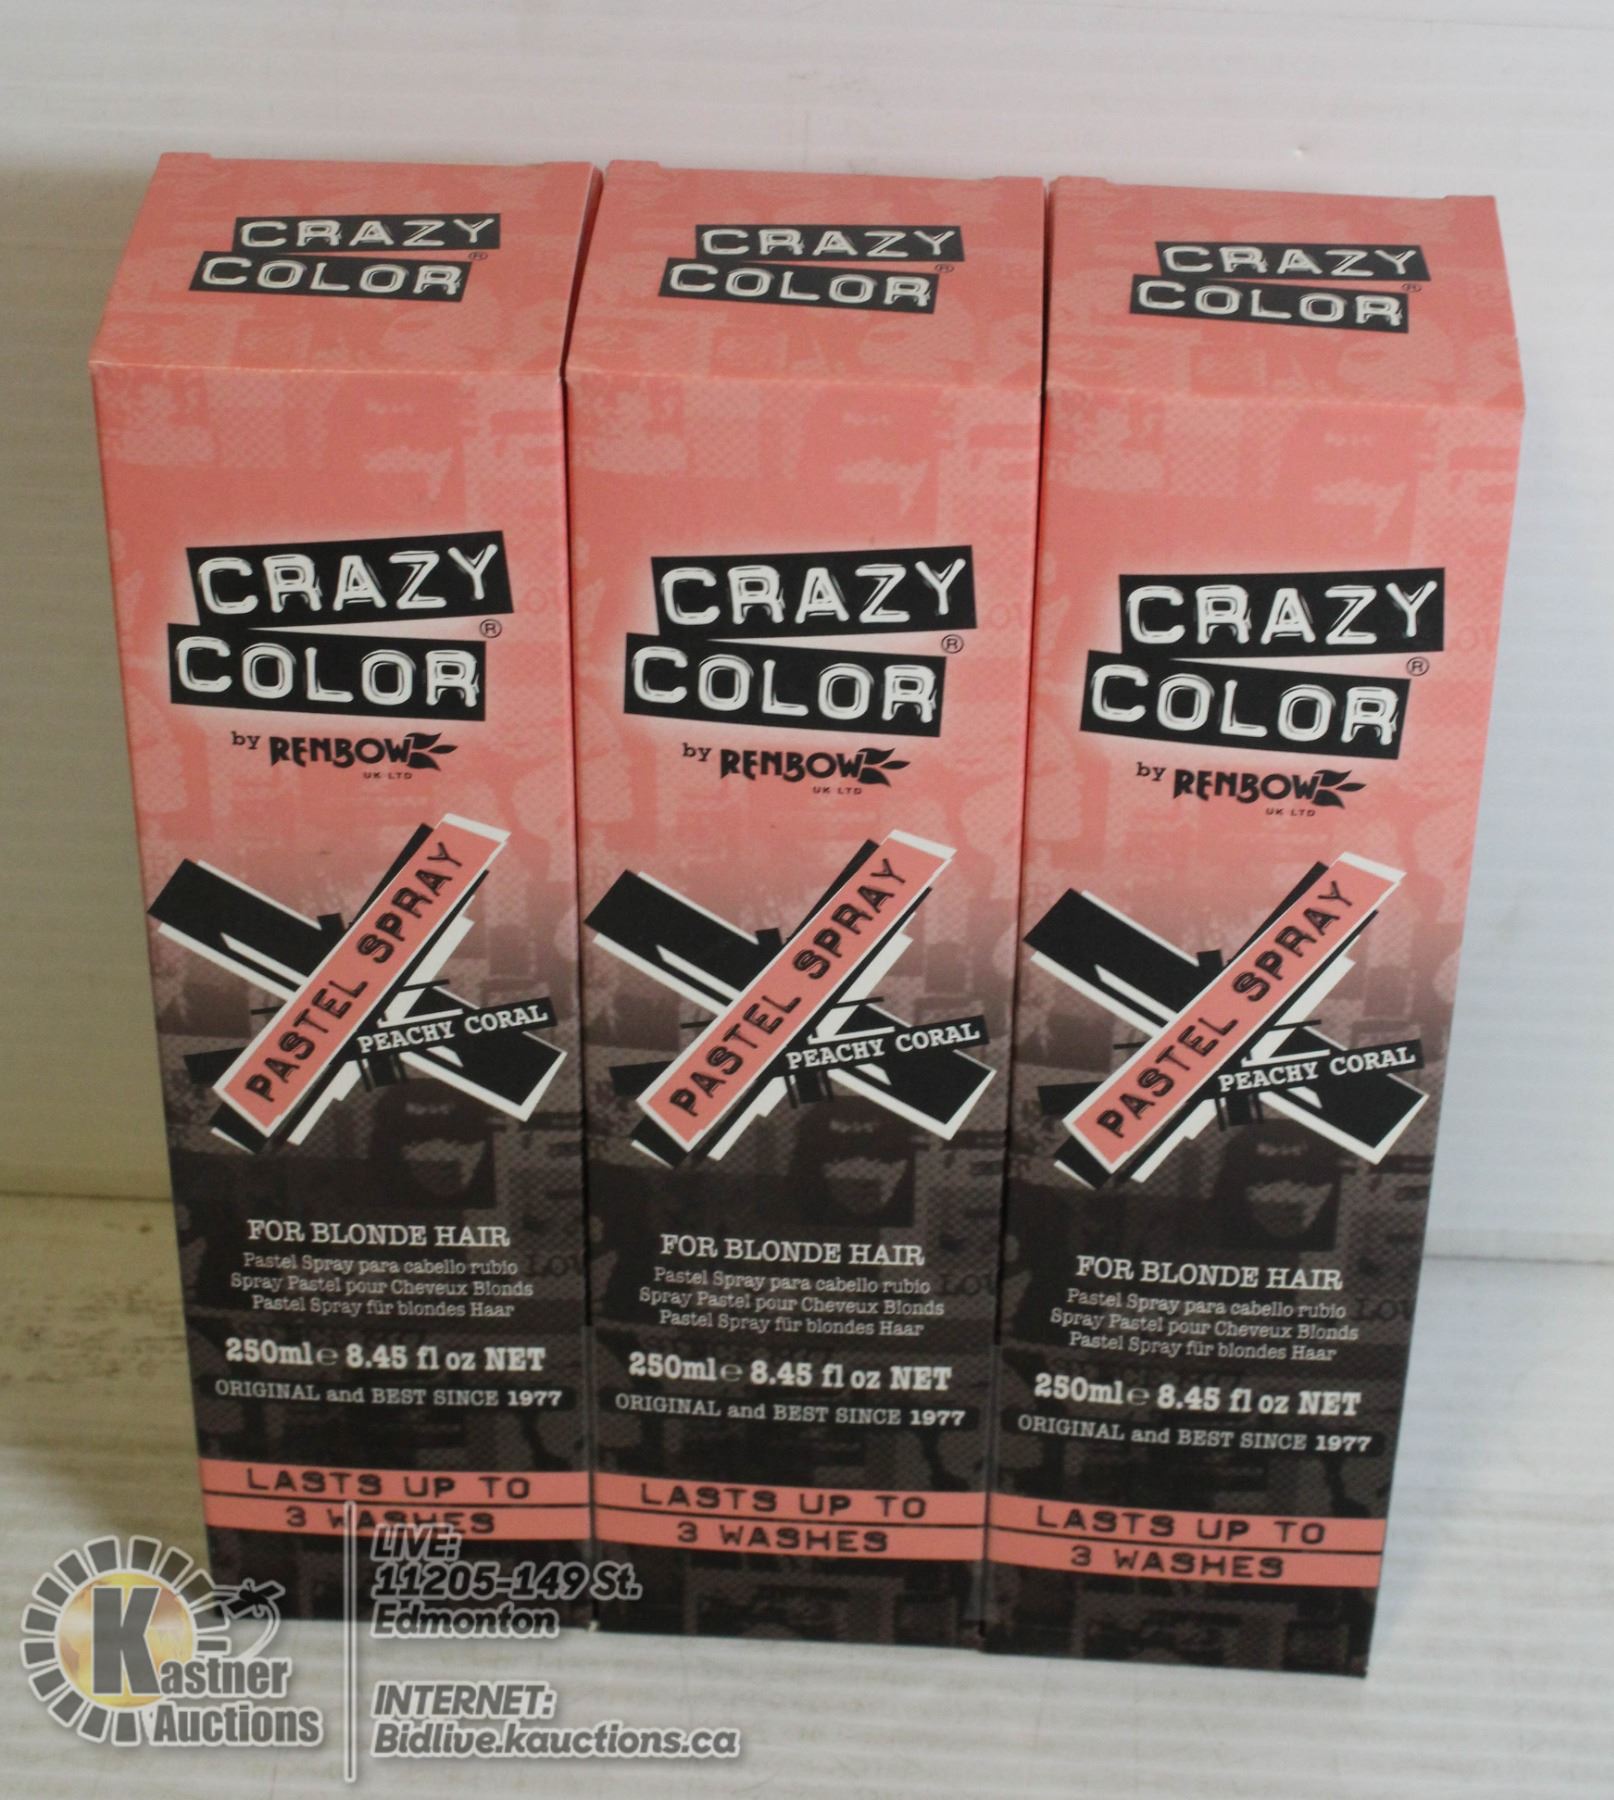 CRAZY
COLOR®
CRAZY
COLOR®
by RENBOW
UK LTD
PASTEL SPRAY
PEACHY CORAL
FOR BLONDE HAIR
Pastel Spray para cabello rubio
Spray Pastel pour Cheveux Blonds
Pastel Spray für blondes Haar
250ml e 8.45 fl oz NET
ORIGINAL and BEST SINCE 1977
LASTS UP TO
3 WASHES
CRAZY
COLOR®
CRAZY
COLOR®
by RENBOW
UK LTD
PASTEL SPRAY
PEACHY CORAL
FOR BLONDE HAIR
Pastel Spray para cabello rubio
Spray Pastel pour Cheveux Blonds
Pastel Spray für blondes Haar
250ml e 8.45 fl oz NET
ORIGINAL and BEST SINCE 1977
LASTS UP TO
3 WASHES
CRAZY
COLOR®
CRAZY
COLOR®
by RENBOW
UK LTD
PASTEL SPRAY
PEACHY CORAL
FOR BLONDE HAIR
Pastel Spray para cabello rubio
Spray Pastel pour Cheveux Blonds
Pastel Spray für blondes Haar
250ml e 8.45 fl oz NET
ORIGINAL and BEST SINCE 1977
LASTS UP TO
3 WASHES
Kastner
Auctions
LIVE:
11205-149 St.
Edmonton
INTERNET:
Bidlive.kauctions.ca